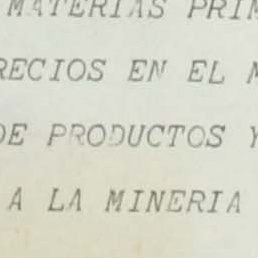 MATERIAS PRIM
RECIOS EN EL M
DE PRODUCTOS Y
A LA MINERIA